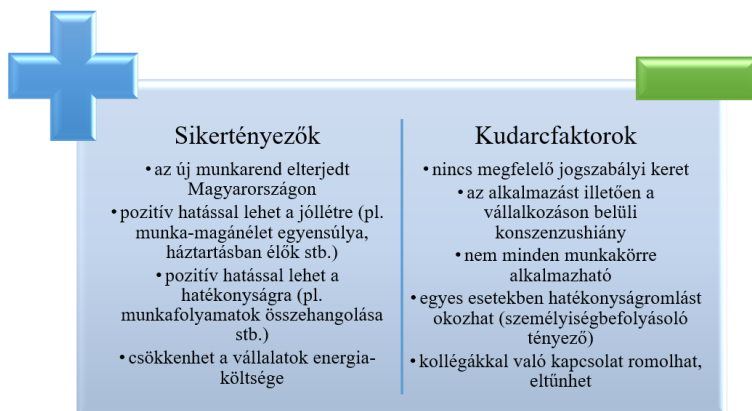 Sikertényezők
• az új munkarend elterjedt
Magyarországon
• pozitív hatással lehet a jóllétre (pl.
munka-magánélet egyensúlya,
háztartásban élők stb.)
• pozitív hatással lehet a
hatékonyságra (pl.
munkafolyamatok összehangolása
stb.)
• csökkenhet a vállalatok energia-
költsége
Kudarcfaktorok
• nincs megfelelő jogszabályi keret
• az alkalmazást illetően a
vállalkozáson belüli
konszenzushiány
• nem minden munkakörre
alkalmazható
• egyes esetekben hatékonyságromlást
okozhat (személyiségbefolyásoló
tényező)
• kollégákkal való kapcsolat romolhat,
eltűnhet